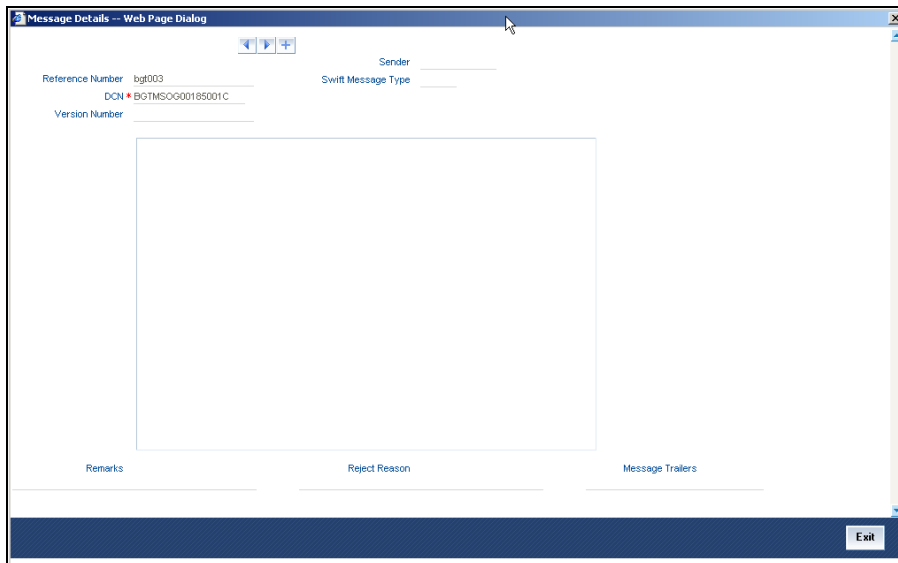 Message Details -- Web Page Dialog
Sender
Reference Number bgt003 Swift Message Type
DCN * BGTMSOG00185001C
Version Number
Remarks Reject Reason Message Trailers
Exit